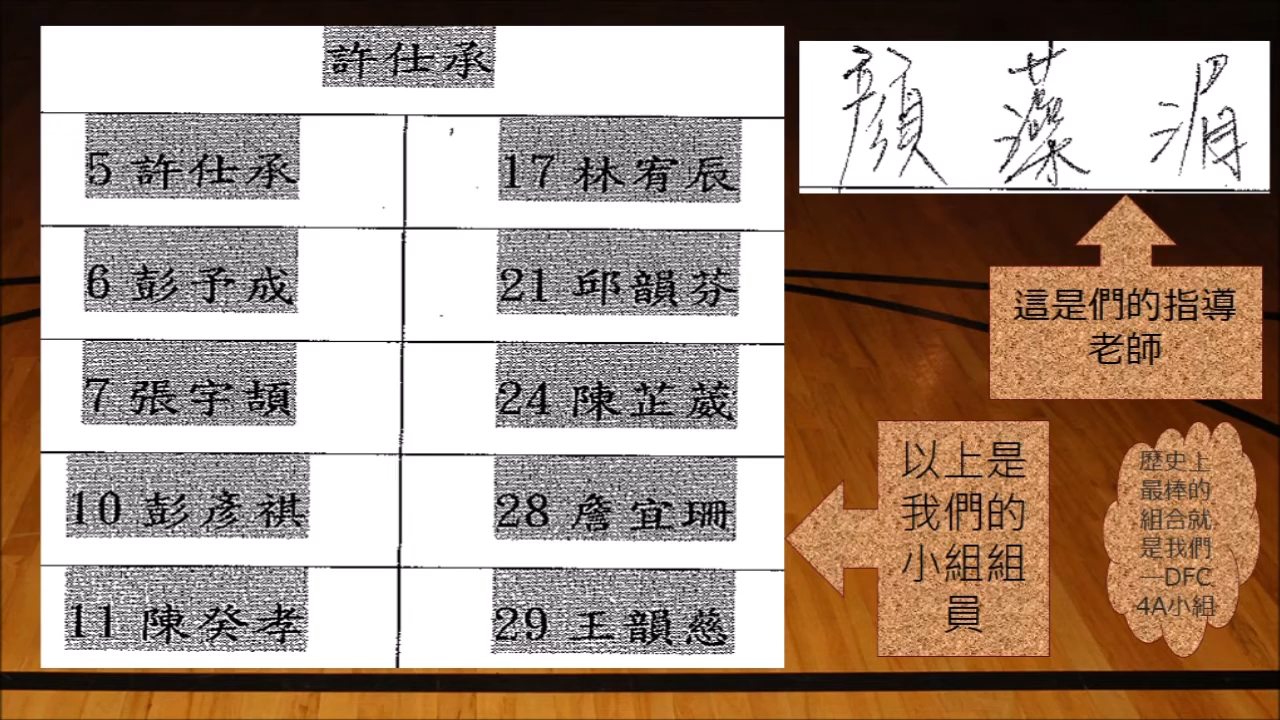 許仕承
5 許仕承
17 林宥辰
6 彭予成
21 邱韻芬
7 張宇頡
24 陳芷葳
10 彭彥祺
28 詹宜珊
11 陳癸孝
29 王韻慈
顏藻湄
這是們的指導
老師
以上是
我們的
小組組
員
歷史上
最棒的
組合就
是我們
—DFC
4A小組